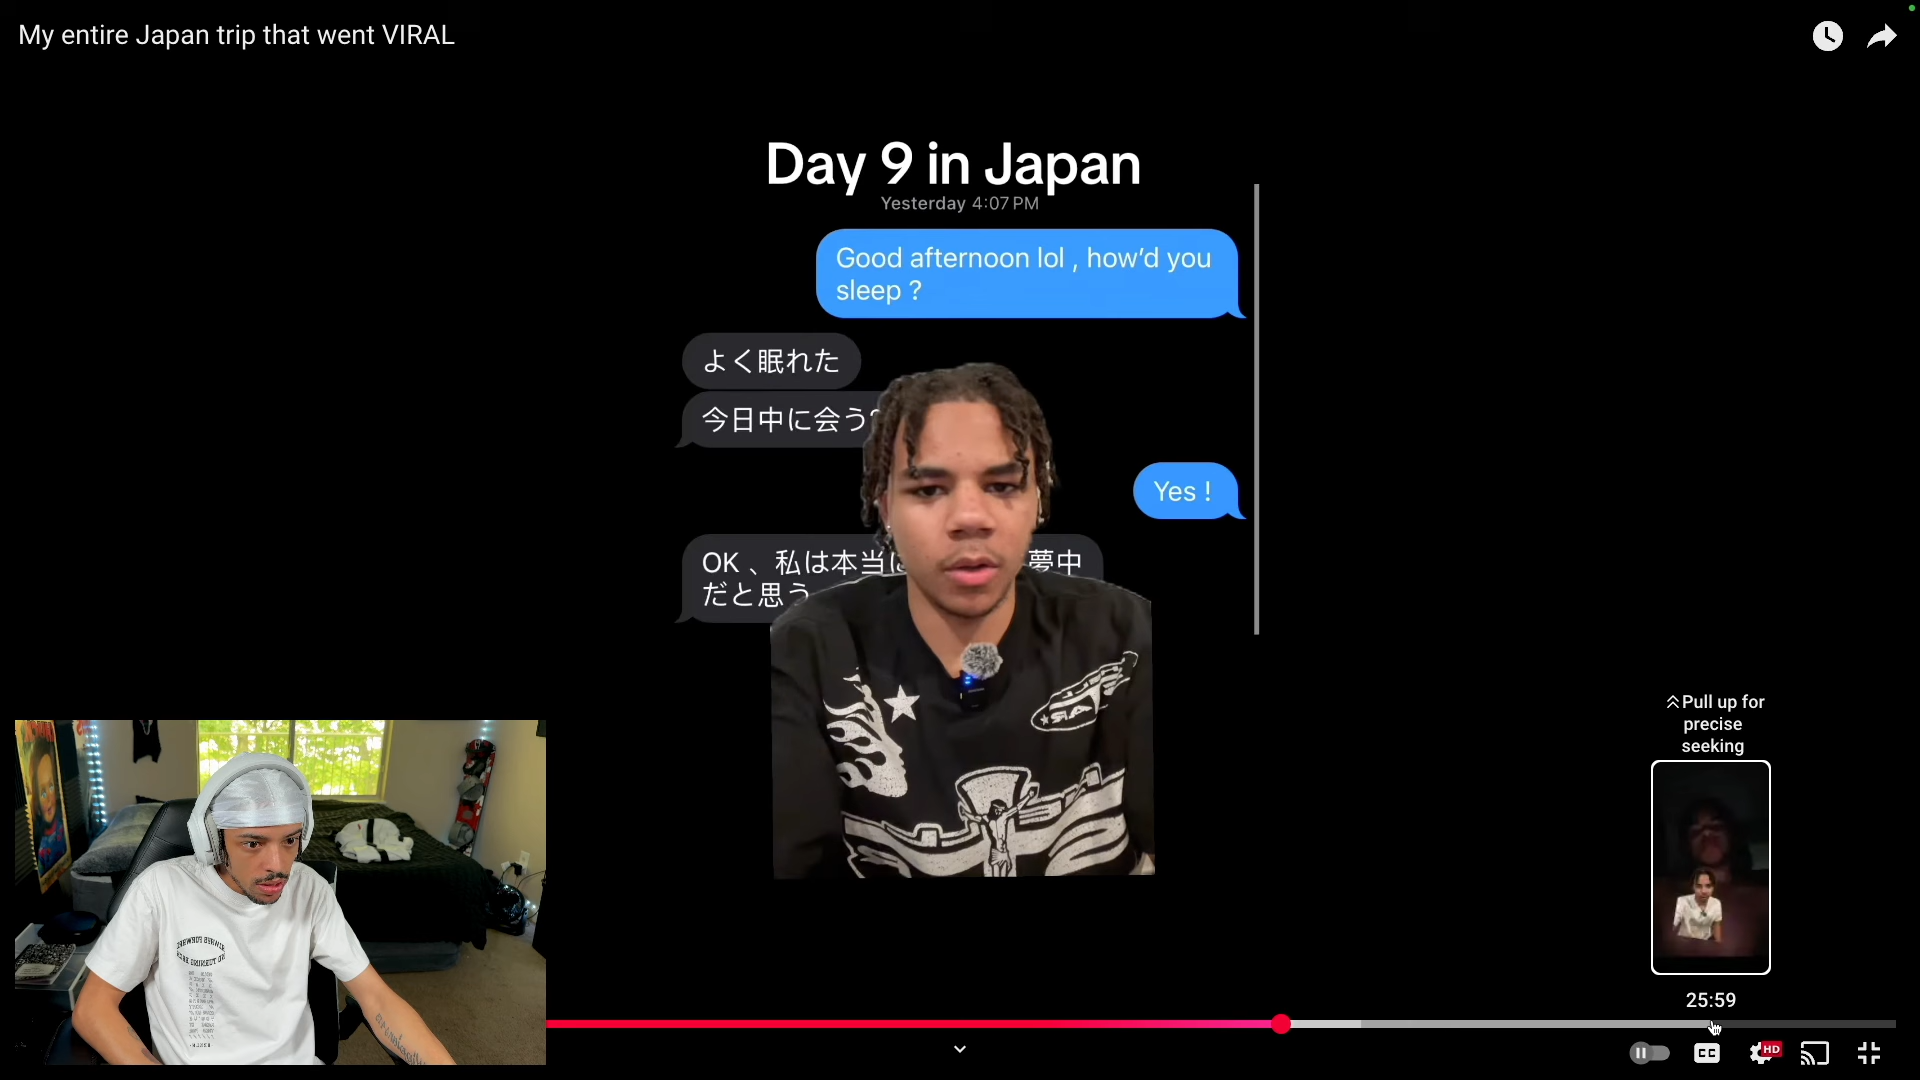 My entire Japan trip that went VIRAL
Day 9 in Japan
Yesterday 4:07 PM
Good afternoon lol , how'd you
sleep ?
よく眠れた
今日中に会う?
Yes !
OK 、私は本当に
夢中
だと思う
Pull up for
precise
seeking
25:59
CC
HD